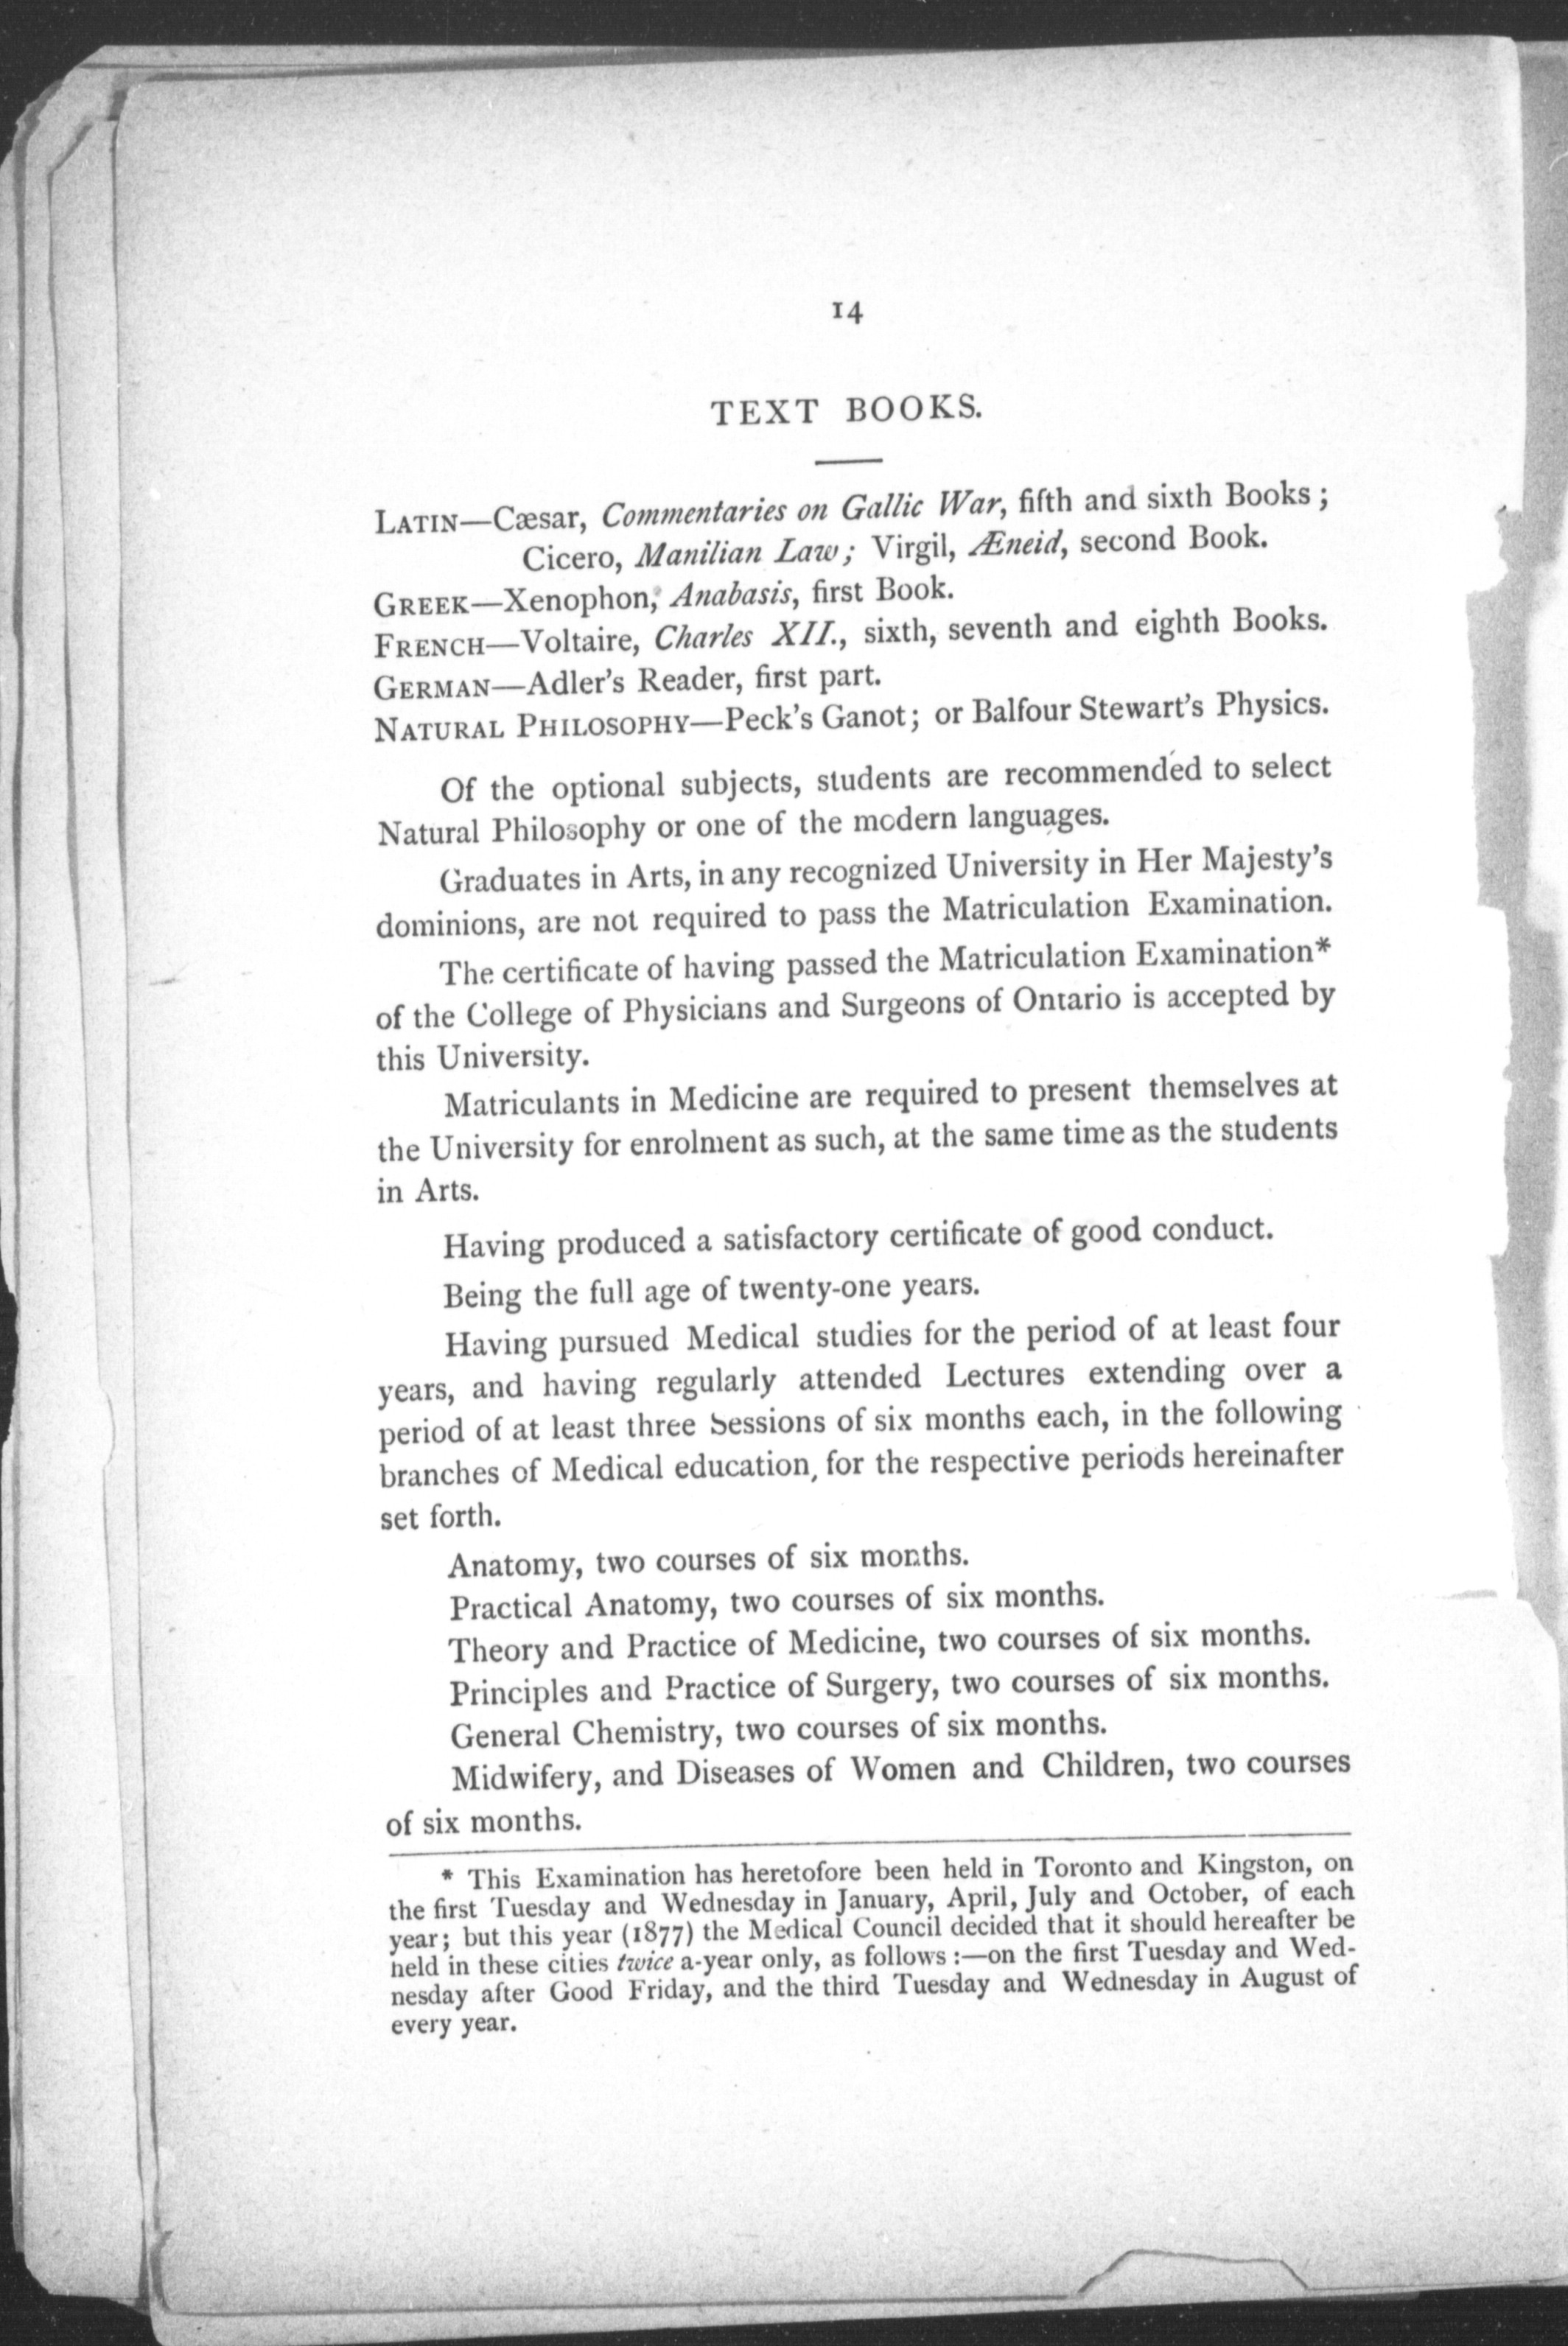 14
TEXT BOOKS.
LATIN—Cæsar, Commentaries on Gallic War, fifth and sixth Books ;
Cicero, Manilian Law ; Virgil, Æneid, second Book.
GREEK—Xenophon, Anabasis, first Book.
FRENCH—Voltaire, Charles XII., sixth, seventh and eighth Books.
GERMAN—Adler's Reader, first part.
NATURAL PHILOSOPHY—Peck's Ganot ; or Balfour Stewart's Physics.
Of the optional subjects, students are recommended to select
Natural Philosophy or one of the modern languages.
Graduates in Arts, in any recognized University in Her Majesty's
dominions, are not required to pass the Matriculation Examination.
The certificate of having passed the Matriculation Examination*
of the College of Physicians and Surgeons of Ontario is accepted by
this University.
Matriculants in Medicine are required to present themselves at
the University for enrolment as such, at the same time as the students
in Arts.
Having produced a satisfactory certificate of good conduct.
Being the full age of twenty-one years.
Having pursued Medical studies for the period of at least four
years, and having regularly attended Lectures extending over a
period of at least three Sessions of six months each, in the following
branches of Medical education, for the respective periods hereinafter
set forth.
Anatomy, two courses of six months.
Practical Anatomy, two courses of six months.
Theory and Practice of Medicine, two courses of six months.
Principles and Practice of Surgery, two courses of six months.
General Chemistry, two courses of six months.
Midwifery, and Diseases of Women and Children, two courses
of six months.
* This Examination has heretofore been held in Toronto and Kingston, on
the first Tuesday and Wednesday in January, April, July and October, of each
year ; but this year (1877) the Medical Council decided that it should hereafter be
held in these cities twice a-year only, as follows :—on the first Tuesday and Wed-
nesday after Good Friday, and the third Tuesday and Wednesday in August of
every year.